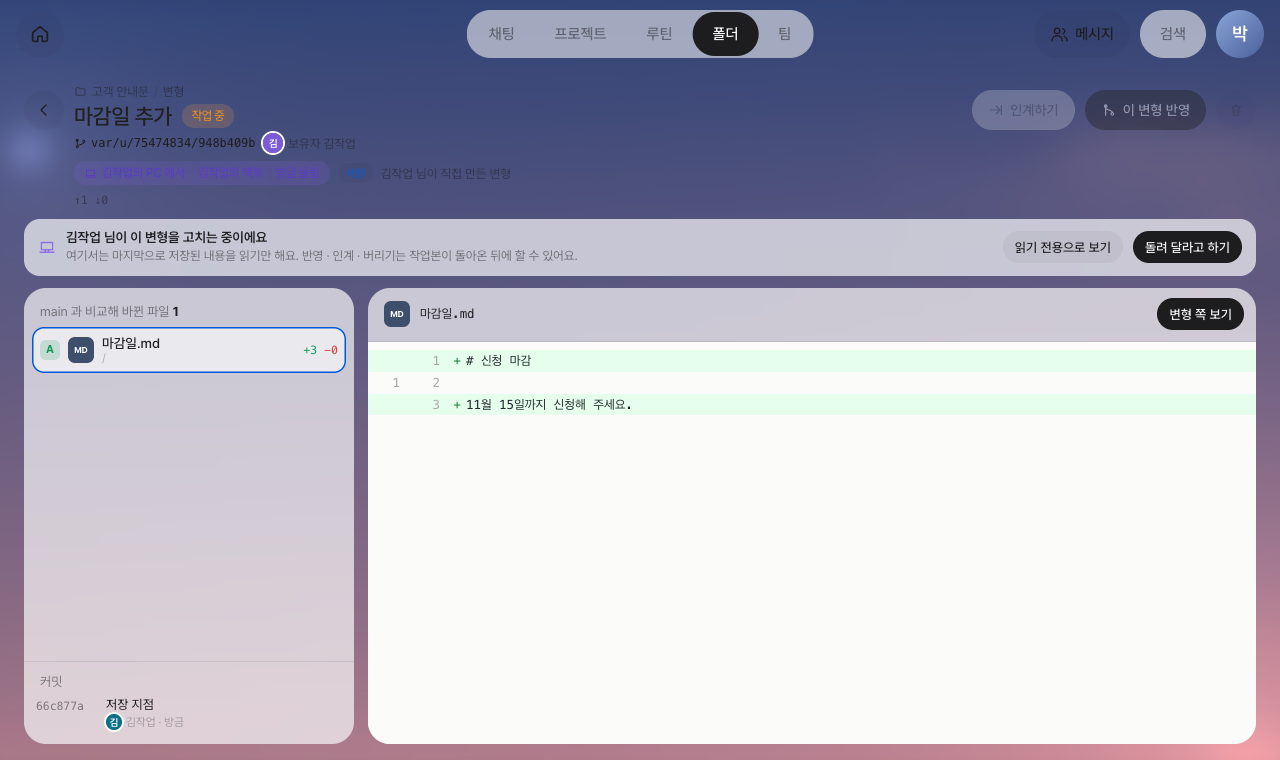 채팅
프로젝트
루틴
폴더
팀
메시지
검색
박
고객 안내문 / 변형
마감일 추가
작업 중
인계하기
이 변형 반영
var/u/75474834/948b409b
김
보유자 김작업
김작업의 PC 에서
김작업 님이 직접 만든 변형
↑1 ↓0
김작업 님이 이 변형을 고치는 중이에요
여기서는 마지막으로 저장된 내용을 읽기만 해요. 반영 · 인계 · 버리기는 작업본이 돌아온 뒤에 할 수 있어요.
읽기 전용으로 보기
돌려 달라고 하기
main 과 비교해 바뀐 파일 1
A
MD
마감일.md
/
+3 −0
MD
마감일.md
변형 쪽 보기
1 + # 신청 마감
1 2
3 + 11월 15일까지 신청해 주세요.
커밋
66c877a
저장 지점
김
김작업 · 방금